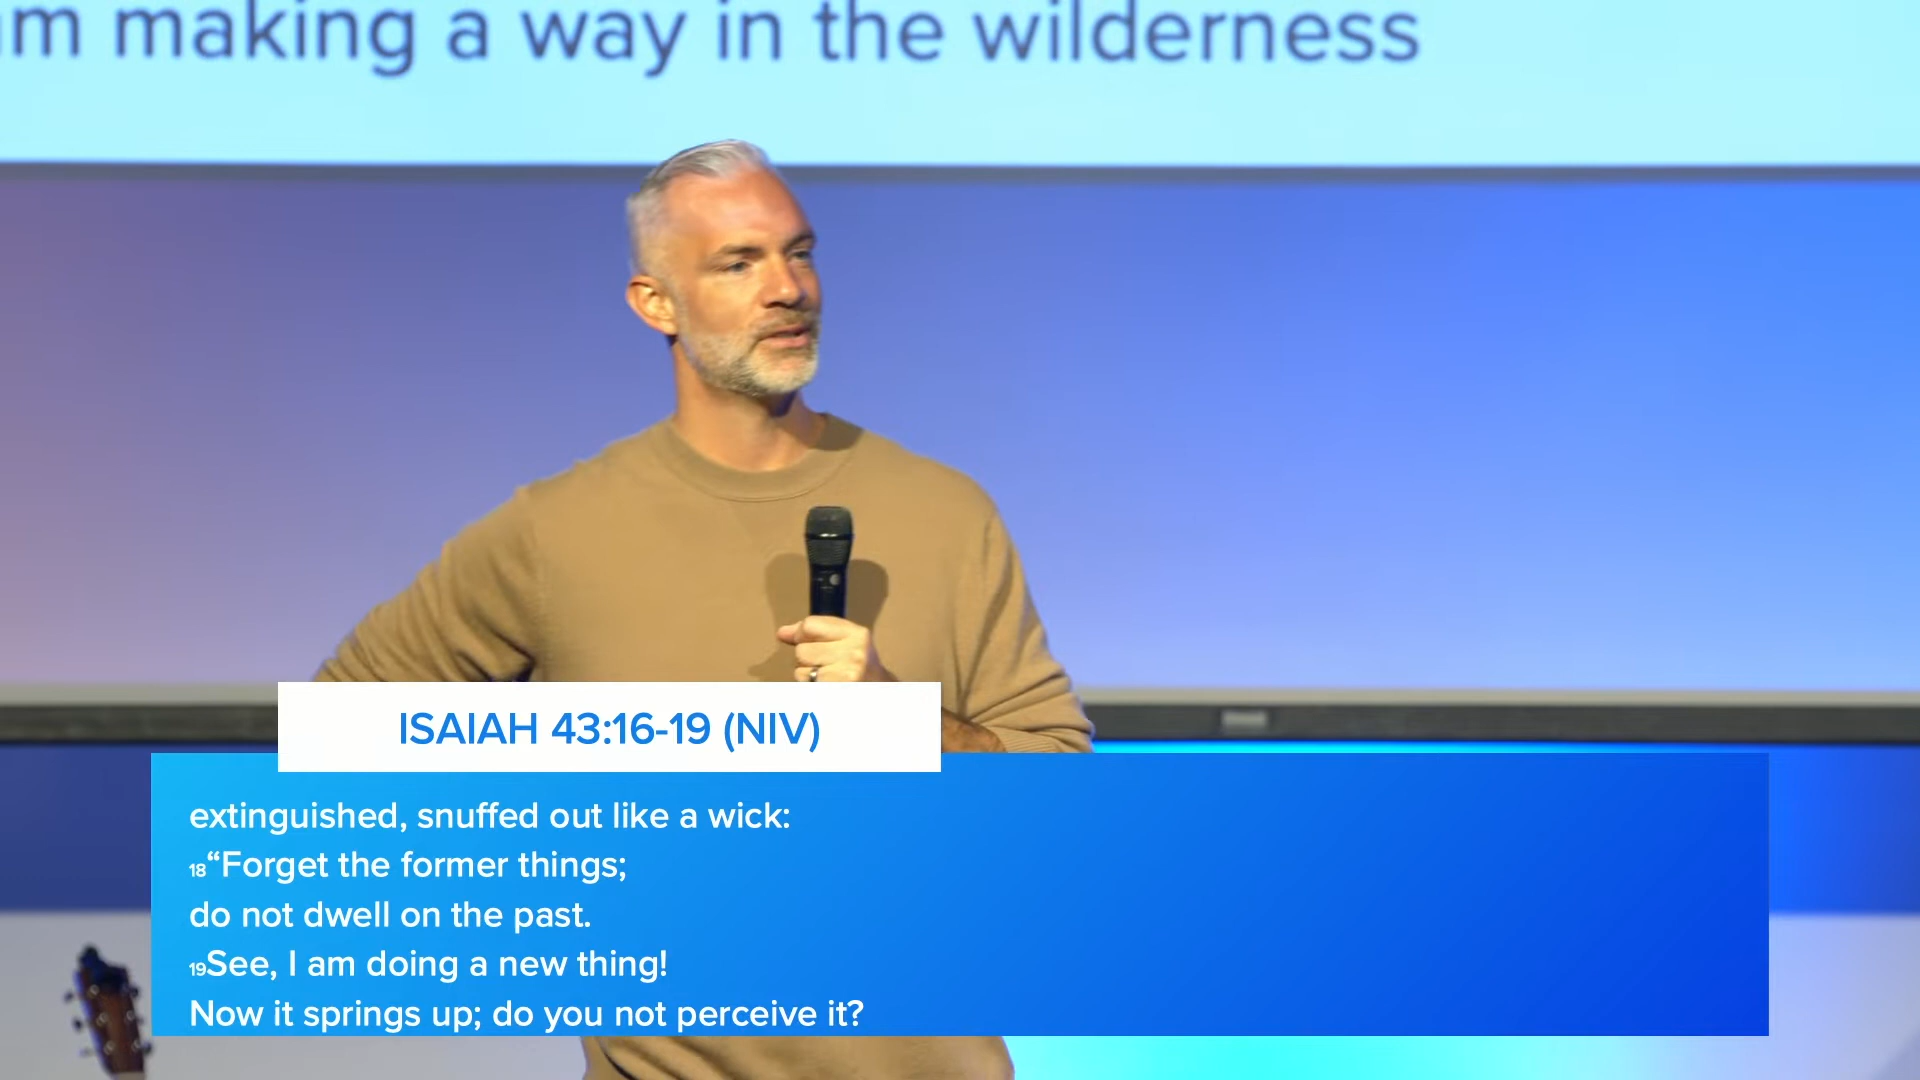 am making a way in the wilderness
ISAIAH 43:16-19 (NIV)
extinguished, snuffed out like a wick:
18“Forget the former things;
do not dwell on the past.
19See, I am doing a new thing!
Now it springs up; do you not perceive it?